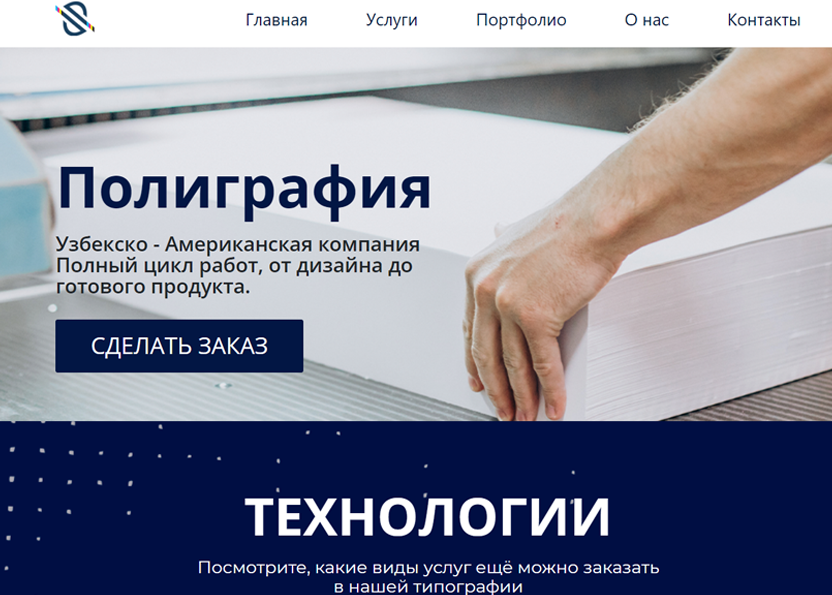 Главная Услуги Портфолио О нас Контакты
Полиграфия
Узбекско - Американская компания
Полный цикл работ, от дизайна до
готового продукта.
СДЕЛАТЬ ЗАКАЗ
ТЕХНОЛОГИИ
Посмотрите, какие виды услуг ещё можно заказать
в нашей типографии